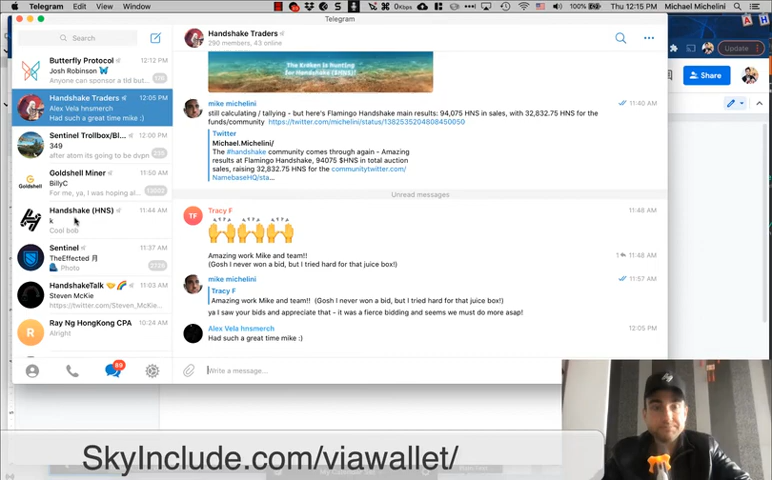 Telegram Edit View Window
0Kbps
100% Thu 12:15 PM Michael Michelini
Telegram
Search
Butterfly Protocol
12:12 PM
Josh Robinson
Anyone can sponsor a tld but...
Handshake Traders
12:05 PM
Alex Vela hnsmerch
Had such a great time mike :)
Sentinel Trollbox/Bl...
12:00 PM
349
after atom its going to be dvpn
Goldshell Miner
11:50 AM
BillyC
For me, ya, I was hoping al...
Goldshell
Handshake (HNS)
11:44 AM
k
Cool bob
Sentinel
11:37 AM
TheEffected 月
Photo
HandshakeTalk
11:03 AM
Steven McKie
https://twitter.com/Steven_McKie/...
R
Ray Ng HongKong CPA
10:24 AM
Alright
89
Handshake Traders
290 members, 43 online
The Kraken is Hunting
for Handshake (HNS)!
mike michelini
11:40 AM
still calculating / tallying - but here's Flamingo Handshake main results: 94,075 HNS in sales, with 32,832.75 HNS for the
funds/community https://twitter.com/michelini/status/1382535204808450050
Twitter
Michael.Michelini/
The #handshake community comes through again - Amazing
results at Flamingo Handshake, 94075 $HNS in total auction
sales, raising 32,832.75 HNS for the
communitytwitter.com/
NamebaseHQ/sta...
Unread messages
TF
Tracy F
11:48 AM
Amazing work Mike and team!!
1 11:48 AM
(Gosh I never won a bid, but I tried hard for that juice box!)
mike michelini
11:57 AM
Tracy F
Amazing work Mike and team!! (Gosh I never won a bid, but I tried hard for that juice box!)
ya I saw your bids and appreciate that - it was a fierce bidding and seems we must do more asap!
Alex Vela hnsmerch
12:05 PM
Had such a great time mike :)
Write a message...
Update
Share
SkyInclude.com/viawallet/